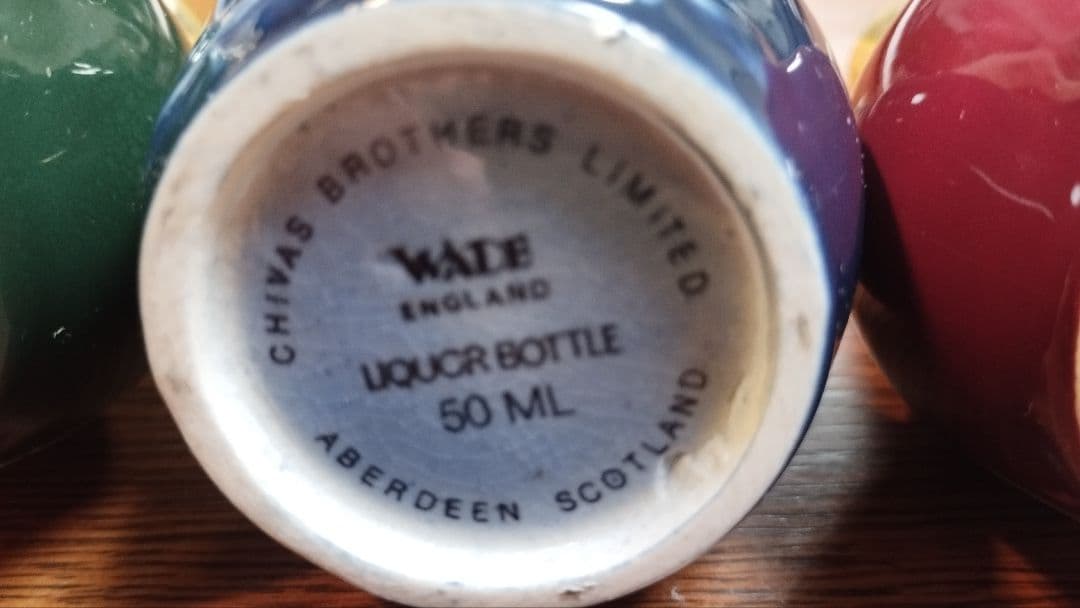 CHIVAS BROTHERS LIMITED
WADE
ENGLAND
LIQUOR BOTTLE
50 ML
ABERDEEN SCOTLAND